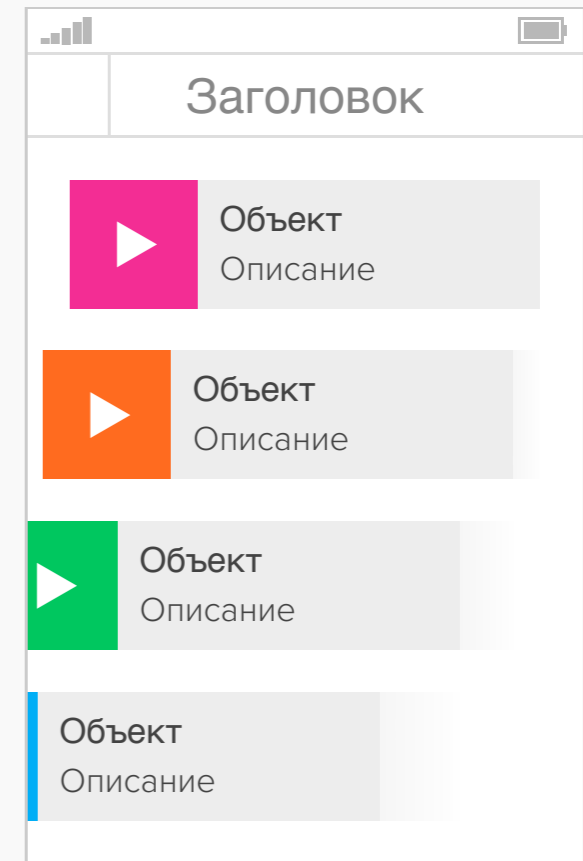 Заголовок
Объект
Описание
Объект
Описание
Объект
Описание
Объект
Описание